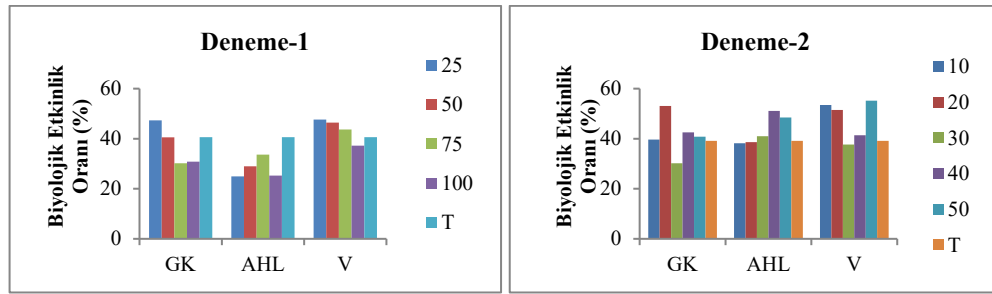 Deneme-1
Biyolojik Etkinlik
Oranı (%)
60
40
20
0
GK
AHL
V
25
50
75
100
T
Deneme-2
Biyolojik Etkinlik
Oranı (%)
60
40
20
0
GK
AHL
V
10
20
30
40
50
T